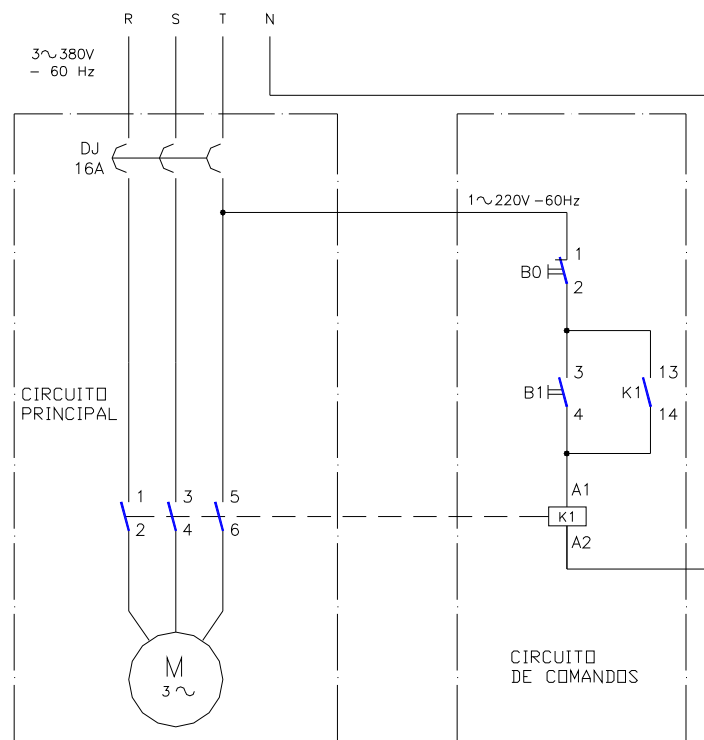 R S T N
3~380V
- 60 Hz
DJ
16A
1~220V -60Hz
1
B0
2
3 13
B1 K1
4 14
CIRCUITO
PRINCIPAL
1 3 5
2 4 6
A1
K1
A2
M
3~
CIRCUITO
DE COMANDOS